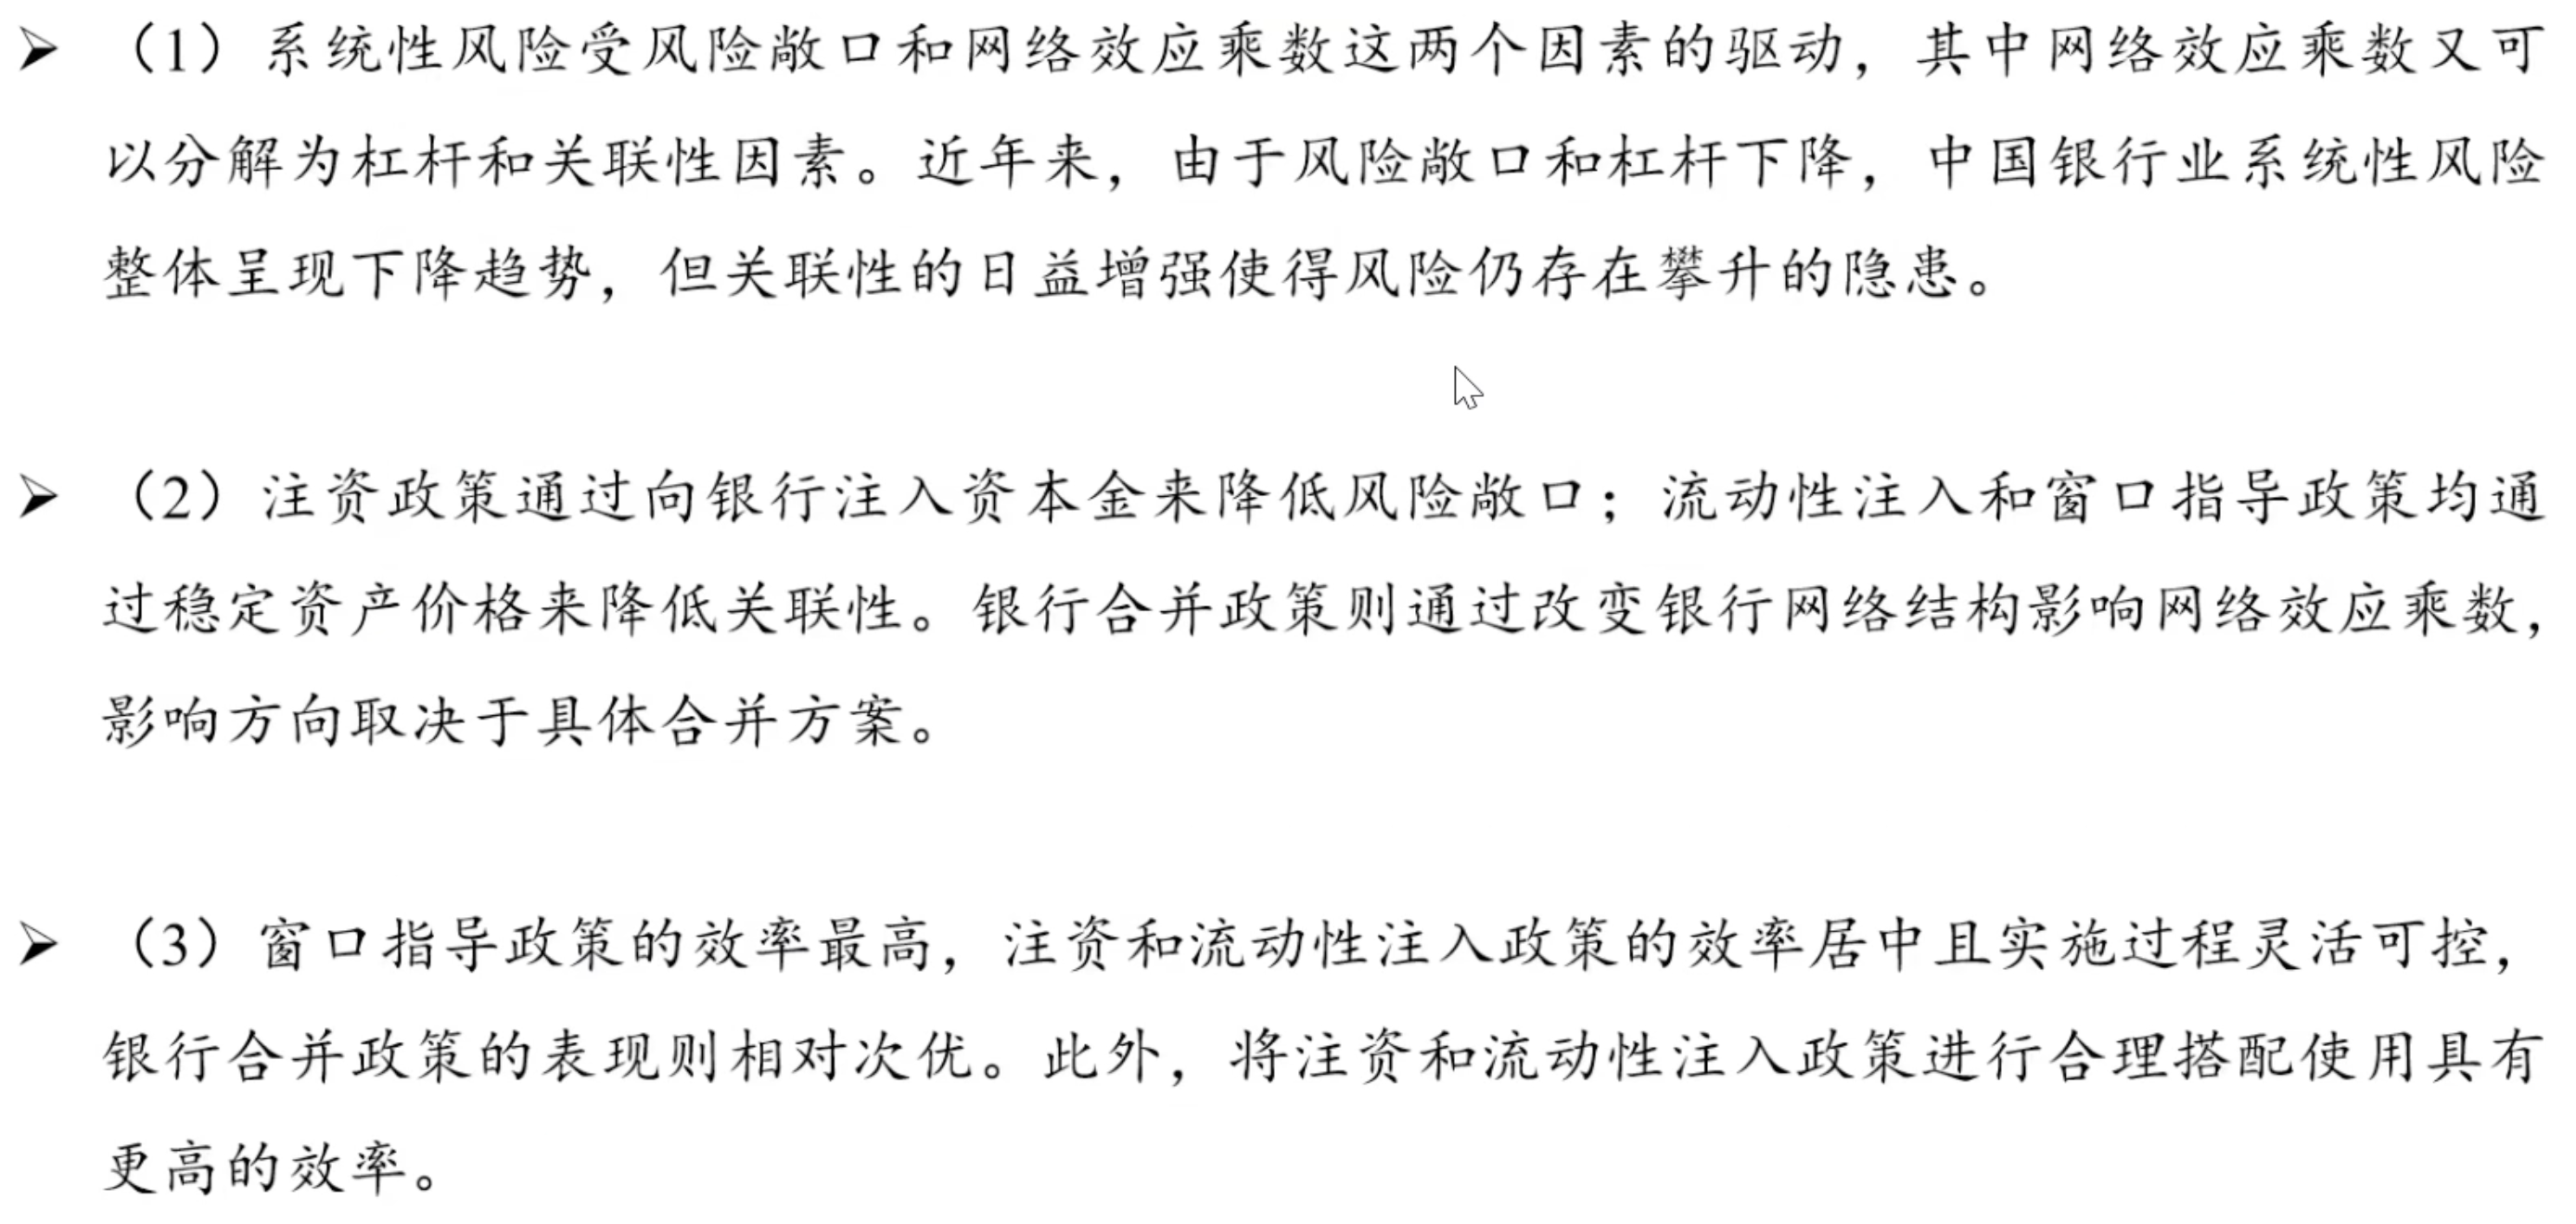 ➢ （1）系统性风险受风险敞口和网络效应乘数这两个因素的驱动，其中网络效应乘数又可
以分解为杠杆和关联性因素。近年来，由于风险敞口和杠杆下降，中国银行业系统性风险
整体呈现下降趋势，但关联性的日益增强使得风险仍存在攀升的隐患。
➢ （2）注资政策通过向银行注入资本金来降低风险敞口；流动性注入和窗口指导政策均通
过稳定资产价格来降低关联性。银行合并政策则通过改变银行网络结构影响网络效应乘数，
影响方向取决于具体合并方案。
➢ （3）窗口指导政策的效率最高，注资和流动性注入政策的效率居中且实施过程灵活可控，
银行合并政策的表现则相对次优。此外，将注资和流动性注入政策进行合理搭配使用具有
更高的效率。